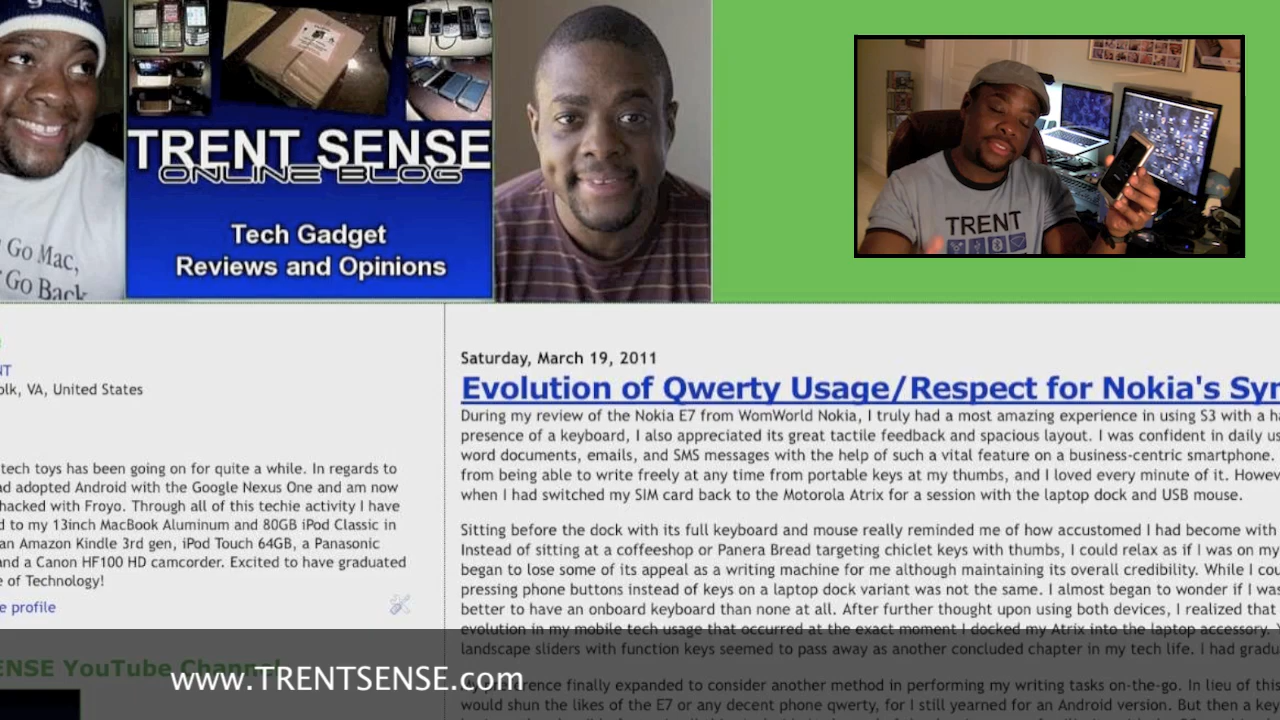 geek
Go Mac,
Go Back
TRENT SENSE
ONLINE BLOG
Tech Gadget
Reviews and Opinions
TRENT
Saturday, March 19, 2011
Evolution of Qwerty Usage/Respect for Nokia's Sy
During my review of the Nokia E7 from WomWorld Nokia, I truly had a most amazing experience in using S3 with a
presence of a keyboard, I also appreciated its great tactile feedback and spacious layout. I was confident in daily
word documents, emails, and SMS messages with the help of such a vital feature on a business-centric smartphone.
from being able to write freely at any time from portable keys at my thumbs, and I loved every minute of it.
when I had switched my SIM card back to the Motorola Atrix for a session with the laptop dock and USB mouse.
Sitting before the dock with its full keyboard and mouse really reminded me of how accustomed I had become with
Instead of sitting at a coffeeshop or Panera Bread targeting chiclet keys with thumbs, I could relax as if I was on my
began to lose some of its appeal as a writing machine for me although maintaining its overall credibility. While I
pressing phone buttons instead of keys on a laptop dock variant was not the same. I almost began to wonder if I
better to have an onboard keyboard than none at all. After further thought upon using both devices, I realized that
evolution in my mobile tech usage that occurred at the exact moment I docked my Atrix into the laptop accessory.
landscape sliders with function keys seemed to pass away as another concluded chapter in my tech life. I had
preference finally expanded to consider another method in performing my writing tasks on-the-go. In lieu of this
would shun the likes of the E7 or any decent phone qwerty, for I still yearned for an Android version. But then a
NT
olk, VA, United States
tech toys has been going on for quite a while. In regards to
ad adopted Android with the Google Nexus One and am now
hacked with Froyo. Through all of this techie activity I have
d to my 13inch MacBook Aluminum and 80GB iPod Classic in
an Amazon Kindle 3rd gen, iPod Touch 64GB, a Panasonic
and a Canon HF100 HD camcorder. Excited to have graduated
e of Technology!
e profile
ENSE YouTube Channel
www.TRENTSENSE.com